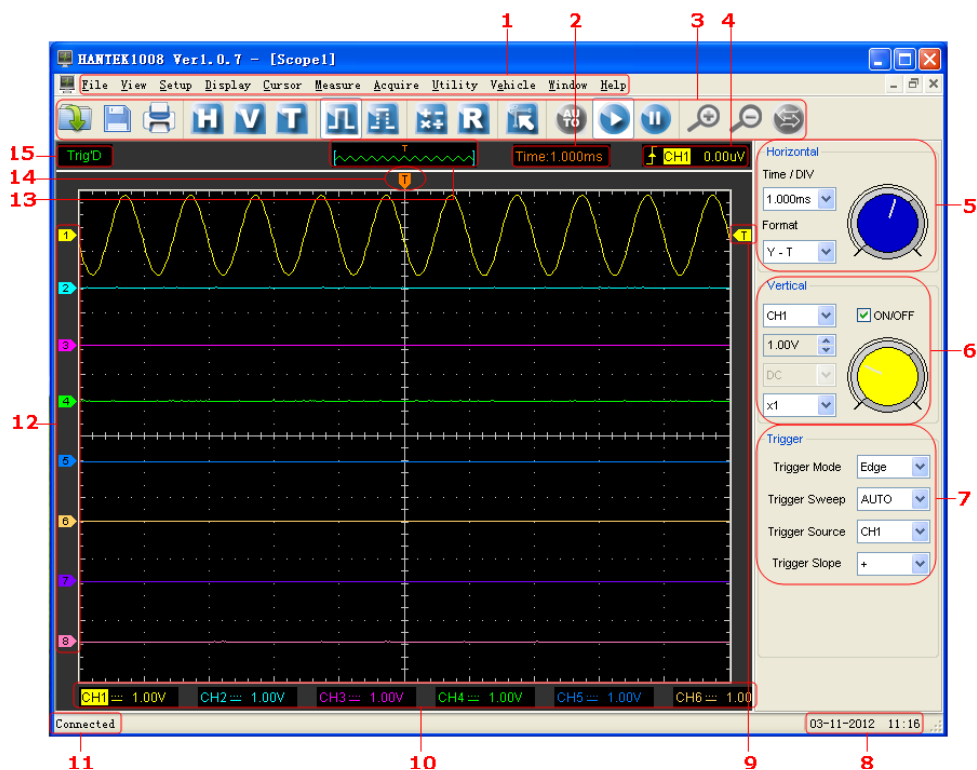 1 2 3 4
HANTEK1008 Ver1.0.7 - [Scope1]
File View Setup Display Cursor Measure Acquire Utility Vehicle Window Help
H V T R AUTO
15 Trig'D T Time:1.000ms CH1 0.00uV
Horizontal
14 T
Time / DIV
13
1.000ms
5
Format
1 T
Y - T
2
Vertical
CH1 ON/OFF
3
1.00V
6
DC
4
x1
12
Trigger
5
Trigger Mode Edge
Trigger Sweep AUTO
7
6
Trigger Source CH1
Trigger Slope +
7
8
CH1 1.00V CH2 1.00V CH3 1.00V CH4 1.00V CH5 1.00V CH6 1.00
Connected 03-11-2012 11:16
11 10 9 8